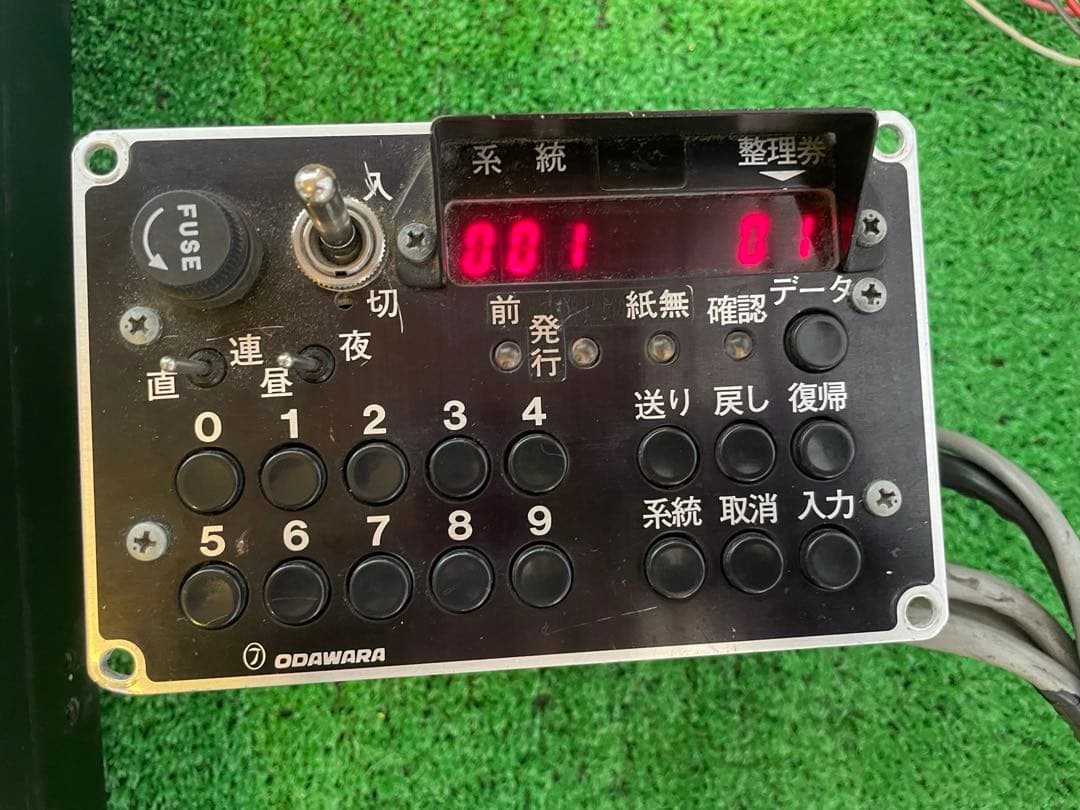 系統 整理券
FUSE 入
001 01
切 データ
前 発行 紙無 確認
連 夜
直 昼
送り 戻し 復帰
0 1 2 3 4
系統 取消 入力
5 6 7 8 9
⑦ ODAWARA